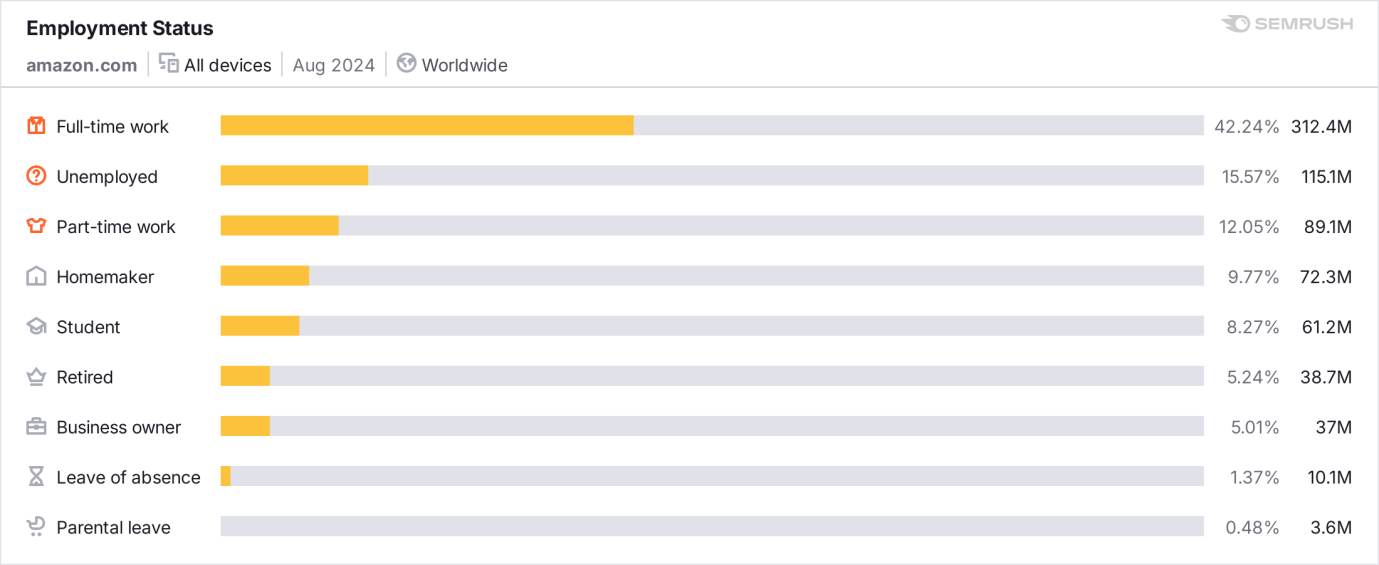 Employment Status
SEMRUSH
amazon.com All devices Aug 2024 Worldwide
Full-time work 42.24% 312.4M
Unemployed 15.57% 115.1M
Part-time work 12.05% 89.1M
Homemaker 9.77% 72.3M
Student 8.27% 61.2M
Retired 5.24% 38.7M
Business owner 5.01% 37M
Leave of absence 1.37% 10.1M
Parental leave 0.48% 3.6M